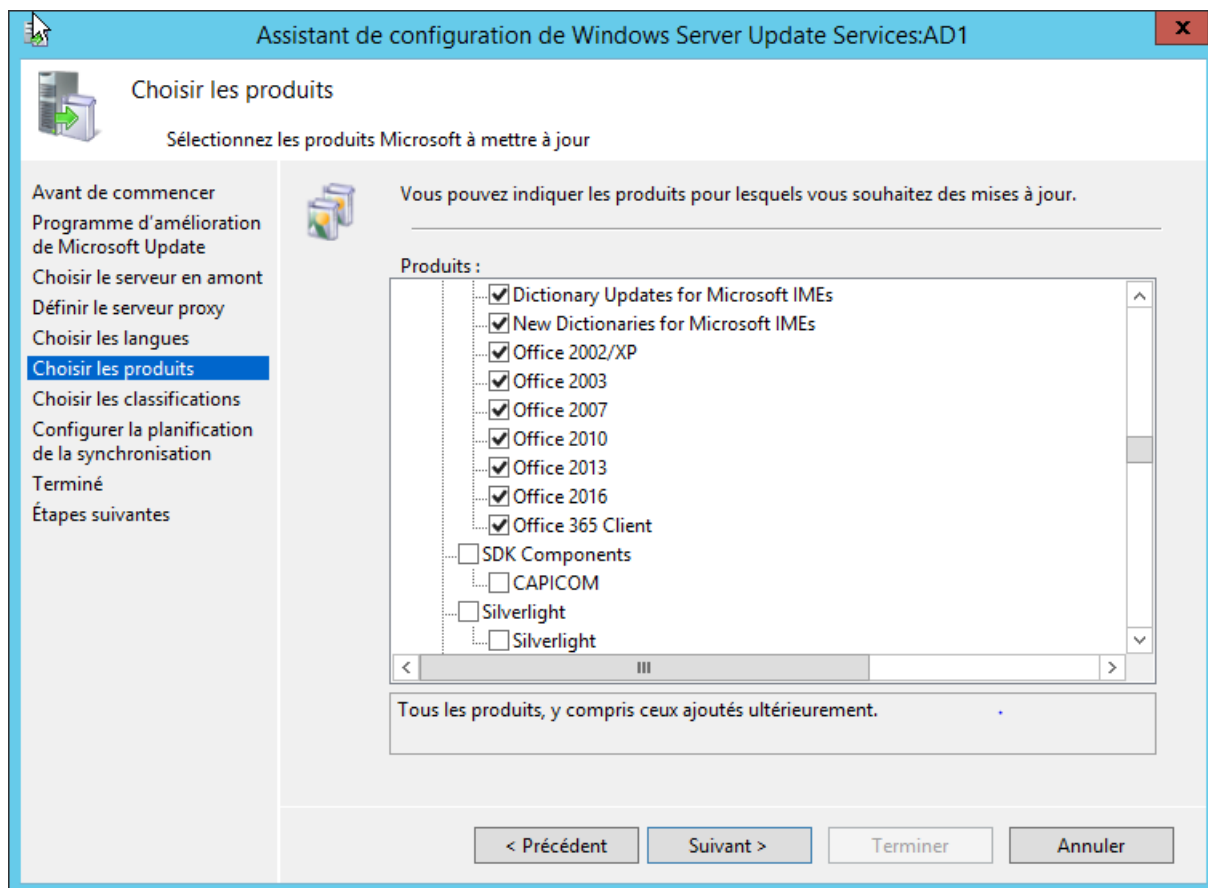 Assistant de configuration de Windows Server Update Services:AD1
x
Choisir les produits
Sélectionnez les produits Microsoft à mettre à jour
Avant de commencer
Programme d'amélioration
de Microsoft Update
Choisir le serveur en amont
Définir le serveur proxy
Choisir les langues
Choisir les produits
Choisir les classifications
Configurer la planification
de la synchronisation
Terminé
Étapes suivantes
Vous pouvez indiquer les produits pour lesquels vous souhaitez des mises à jour.
Produits :
Dictionary Updates for Microsoft IMEs
New Dictionaries for Microsoft IMEs
Office 2002/XP
Office 2003
Office 2007
Office 2010
Office 2013
Office 2016
Office 365 Client
SDK Components
CAPICOM
Silverlight
Silverlight
Tous les produits, y compris ceux ajoutés ultérieurement.
< Précédent
Suivant >
Terminer
Annuler